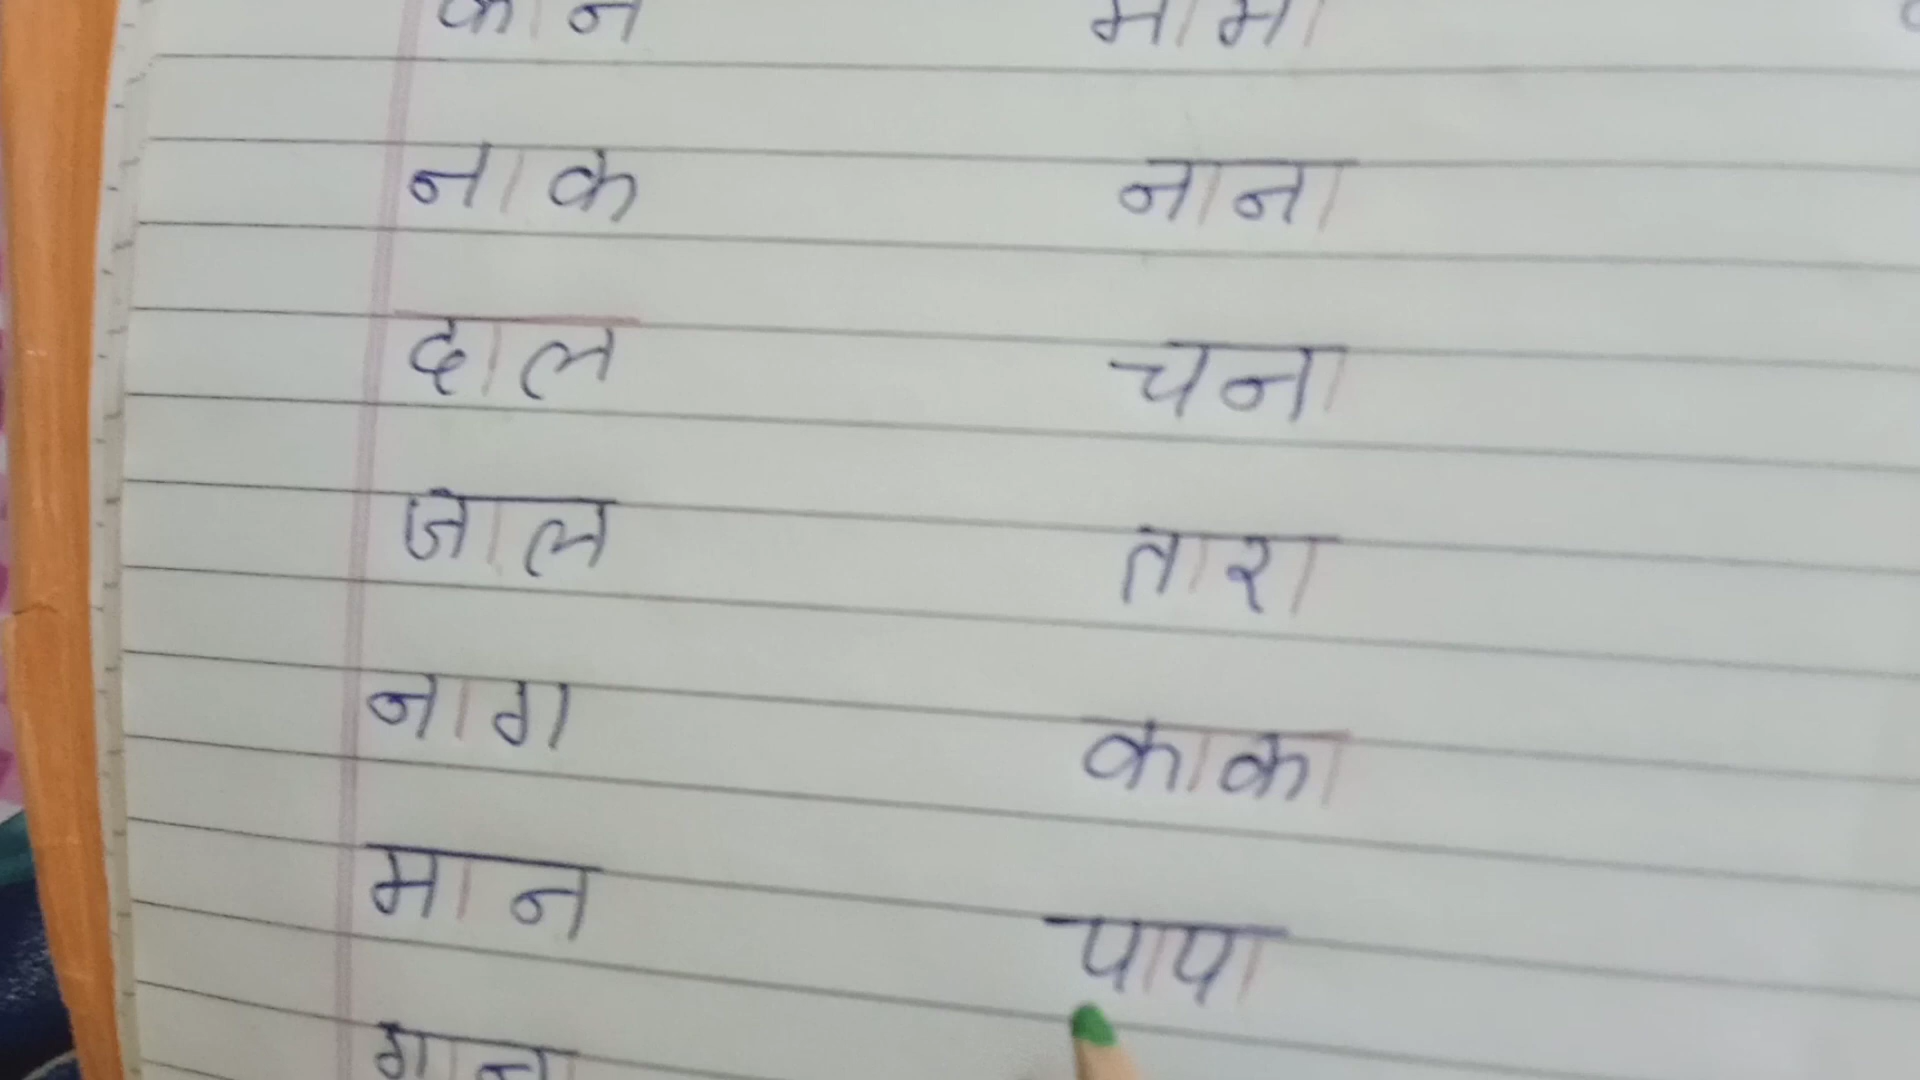 कान मामा
नाक नाना
दाल चना
जाल तारा
नाग काका
मान पापा
गान